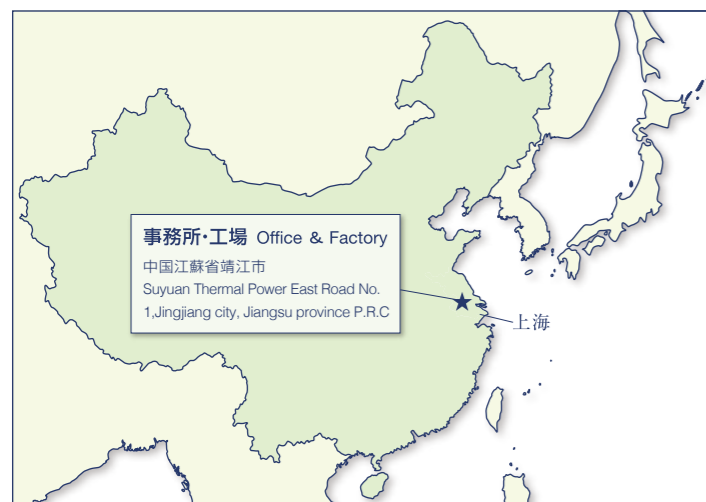 事務所・工場 Office & Factory
中国江蘇省靖江市
Suyuan Thermal Power East Road No.
1,Jingjiang city, Jiangsu province P.R.C
上海